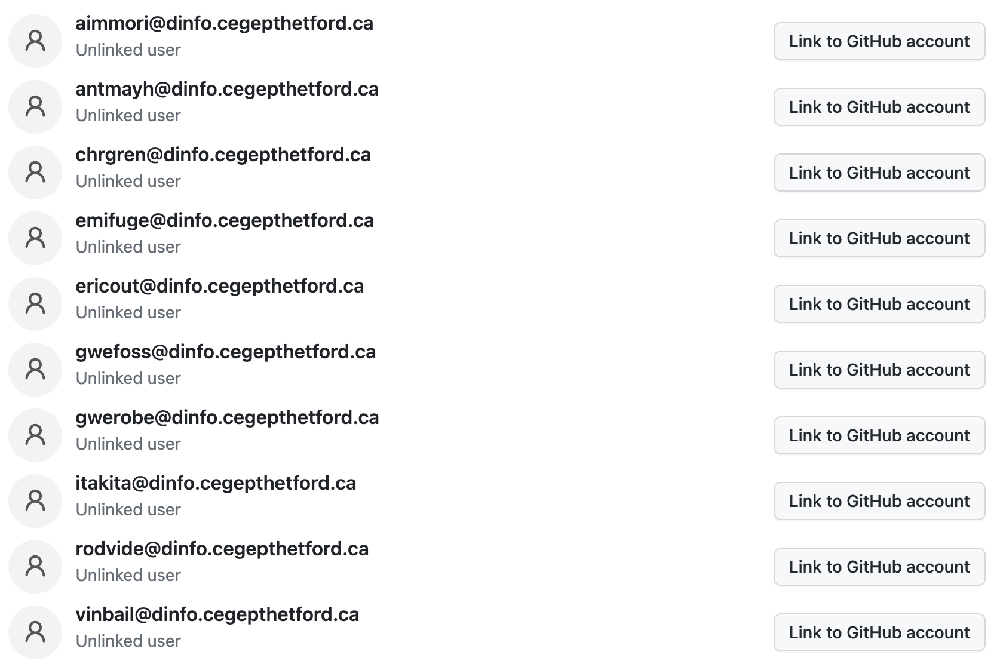 aimmori@dinfo.cegepthetford.ca
Unlinked user
Link to GitHub account
antmayh@dinfo.cegepthetford.ca
Unlinked user
Link to GitHub account
chrgren@dinfo.cegepthetford.ca
Unlinked user
Link to GitHub account
emifuge@dinfo.cegepthetford.ca
Unlinked user
Link to GitHub account
ericout@dinfo.cegepthetford.ca
Unlinked user
Link to GitHub account
gwefoss@dinfo.cegepthetford.ca
Unlinked user
Link to GitHub account
gwerobe@dinfo.cegepthetford.ca
Unlinked user
Link to GitHub account
itakita@dinfo.cegepthetford.ca
Unlinked user
Link to GitHub account
rodvide@dinfo.cegepthetford.ca
Unlinked user
Link to GitHub account
vinbail@dinfo.cegepthetford.ca
Unlinked user
Link to GitHub account